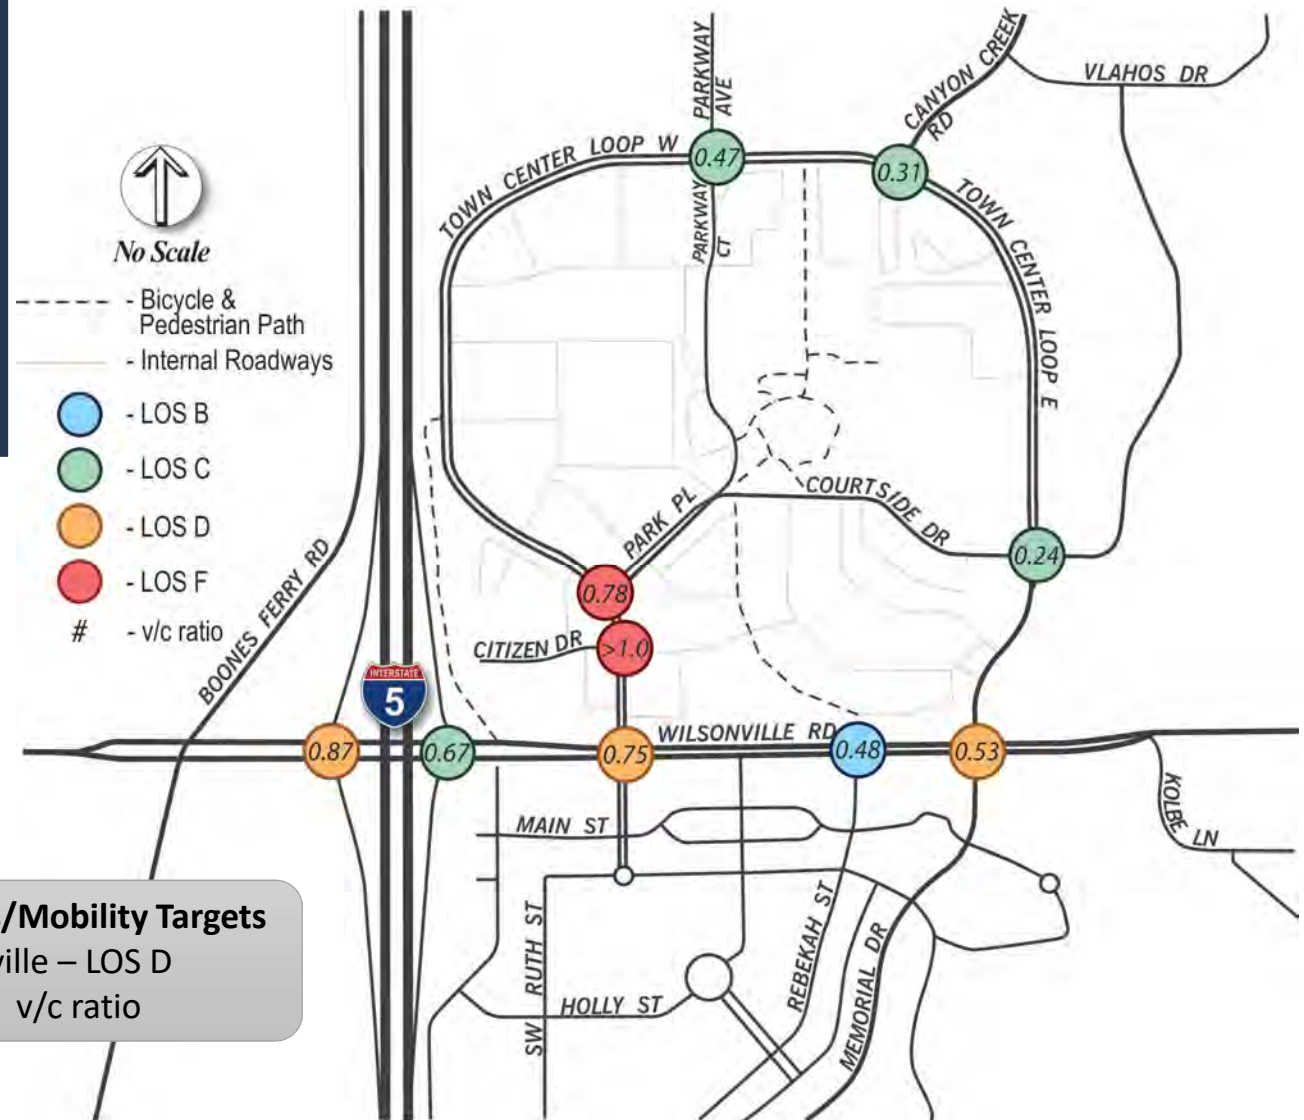 PARKWAY
AVE
CANYON CREEK
RD
VLAHOS DR
TOWN CENTER LOOP W
0.47
0.31
PARKWAY
CT
TOWN CENTER LOOP E
No Scale
- Bicycle &
Pedestrian Path
- Internal Roadways
- LOS B
- LOS C
- LOS D
- LOS F
# - v/c ratio
COURTSIDE DR
PARK PL
0.24
0.78
BOONES FERRY RD
CITIZEN DR
>1.0
INTERSTATE
5
WILSONVILLE RD
0.87
0.67
0.75
0.48
0.53
KOLBE
LN
MAIN ST
/Mobility Targets
ville – LOS D
v/c ratio
SW RUTH ST
HOLLY ST
REBEKAH ST
MEMORIAL DR